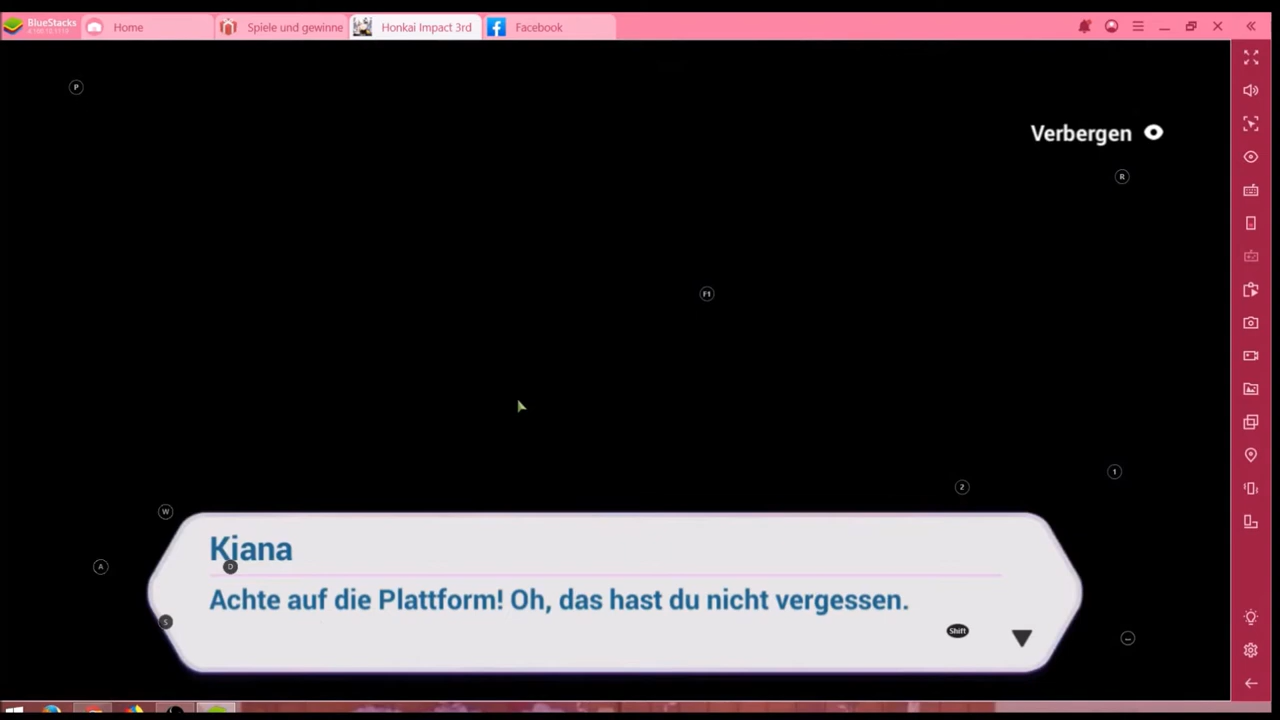 BlueStacks Home Spiele und gewinne Honkai Impact 3rd Facebook
P
Verbergen
R
F1
1
2
W
Kiana
A D
Achte auf die Plattform! Oh, das hast du nicht vergessen.
S
Shift